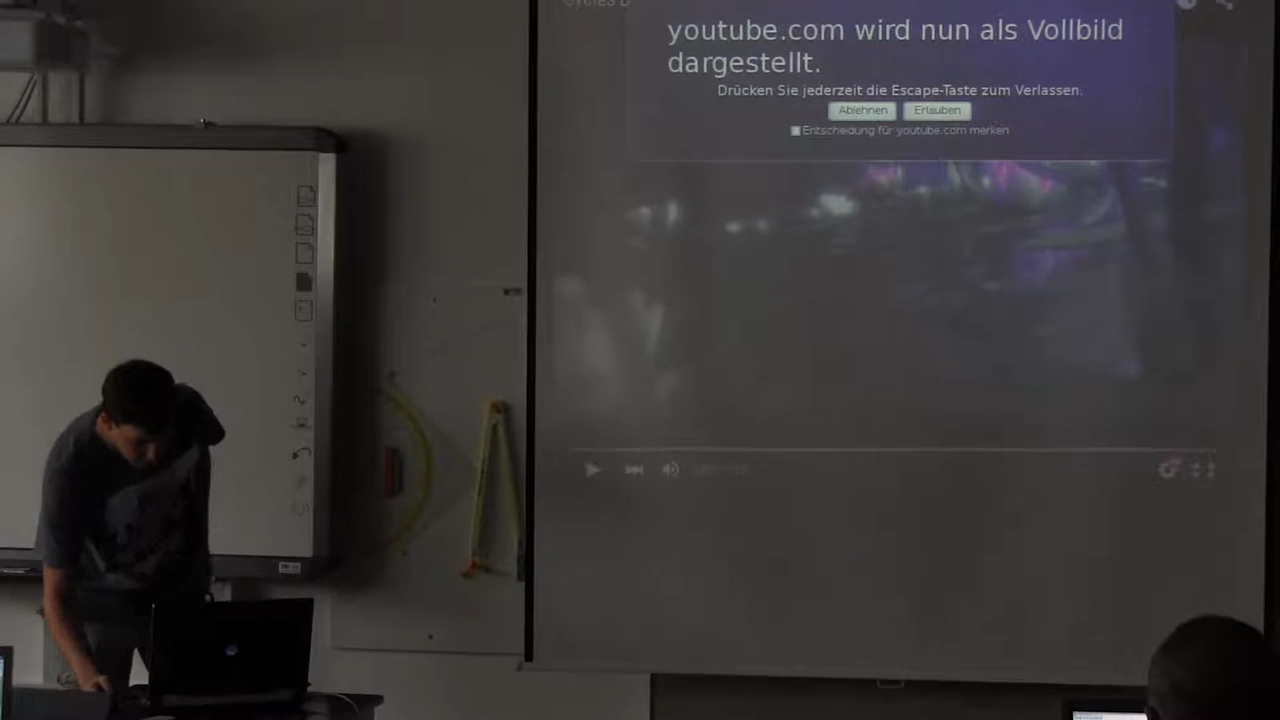 Cycles D
youtube.com wird nun als Vollbild
dargestellt.
Drücken Sie jederzeit die Escape-Taste zum Verlassen.
Ablehnen Erlauben
Entscheidung für youtube.com merken